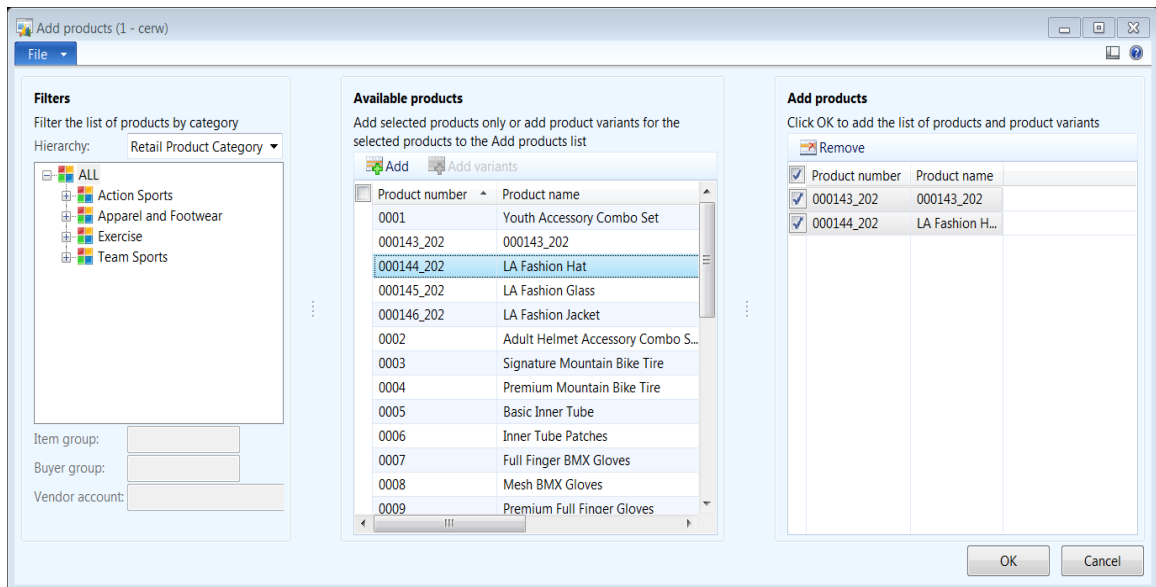 Add products (1 - cerw)
File
Filters
Filter the list of products by category
Hierarchy: Retail Product Category
ALL
Action Sports
Apparel and Footwear
Exercise
Team Sports
Item group:
Buyer group:
Vendor account:
Available products
Add selected products only or add product variants for the
selected products to the Add products list
Add Add variants
Product number Product name
0001 Youth Accessory Combo Set
000143_202 000143_202
000144_202 LA Fashion Hat
000145_202 LA Fashion Glass
000146_202 LA Fashion Jacket
0002 Adult Helmet Accessory Combo S...
0003 Signature Mountain Bike Tire
0004 Premium Mountain Bike Tire
0005 Basic Inner Tube
0006 Inner Tube Patches
0007 Full Finger BMX Gloves
0008 Mesh BMX Gloves
0009 Premium Full Finger Gloves
Add products
Click OK to add the list of products and product variants
Remove
Product number Product name
000143_202 000143_202
000144_202 LA Fashion H...
OK Cancel